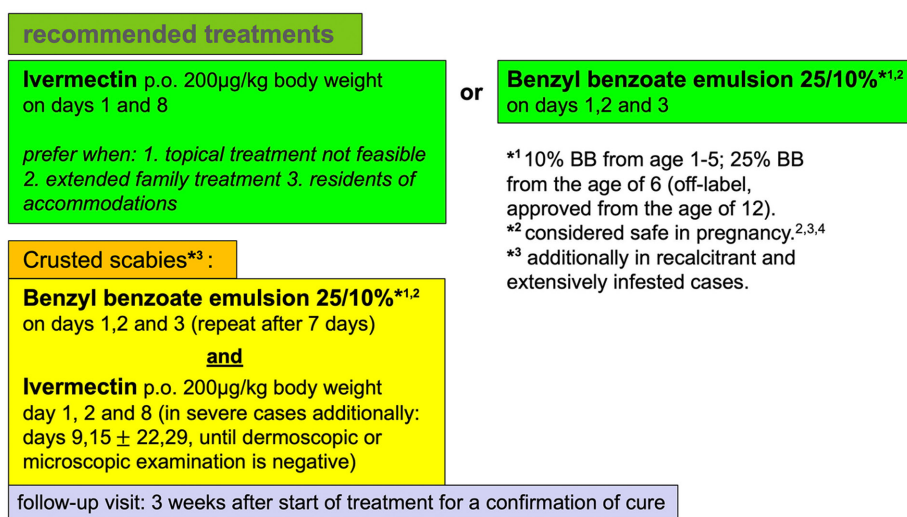 recommended treatments
Ivermectin p.o. 200µg/kg body weight
on days 1 and 8
prefer when: 1. topical treatment not feasible
2. extended family treatment 3. residents of
accommodations
or
Benzyl benzoate emulsion 25/10%*1,2
on days 1,2 and 3
*1 10% BB from age 1-5; 25% BB
from the age of 6 (off-label,
approved from the age of 12).
*2 considered safe in pregnancy.2,3,4
*3 additionally in recalcitrant and
extensively infested cases.
Crusted scabies*3 :
Benzyl benzoate emulsion 25/10%*1,2
on days 1,2 and 3 (repeat after 7 days)
and
Ivermectin p.o. 200µg/kg body weight
day 1, 2 and 8 (in severe cases additionally:
days 9,15 ± 22,29, until dermoscopic or
microscopic examination is negative)
follow-up visit: 3 weeks after start of treatment for a confirmation of cure